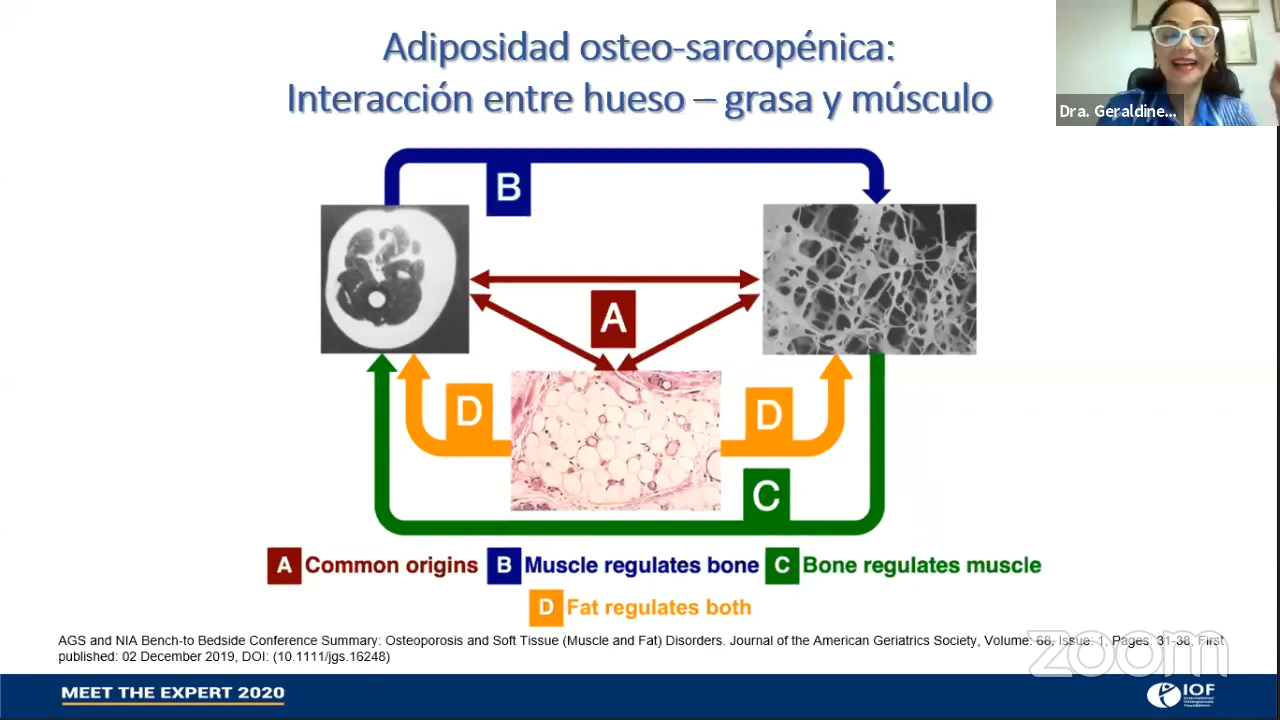 Adiposidad osteo-sarcopénica:
Interacción entre hueso – grasa y músculo
Dra. Geraldine...
B
A
D
D
C
A Common origins B Muscle regulates bone C Bone regulates muscle
D Fat regulates both
AGS and NIA Bench-to Bedside Conference Summary: Osteoporosis and Soft Tissue (Muscle and Fat) Disorders. Journal of the American Geriatrics Society, Volume: 68, Issue: 1, Pages: 31-38, First
published: 02 December 2019, DOI: (10.1111/jgs.16248)
zoom
MEET THE EXPERT 2020
IOF
International
Osteoporosis
Foundation